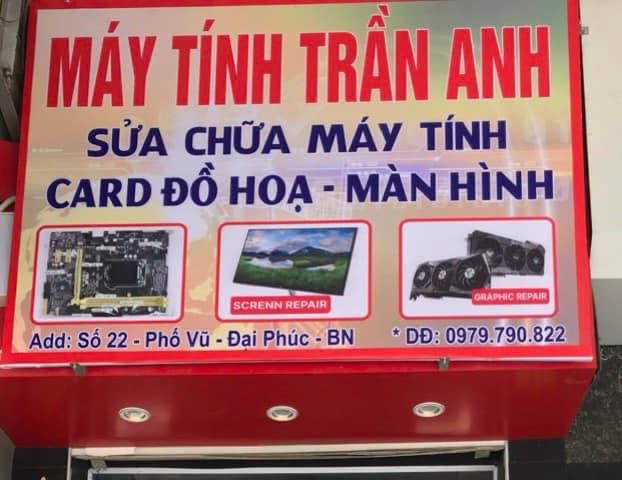 MÁY TÍNH TRẦN ANH
SỬA CHỮA MÁY TÍNH
CARD ĐỒ HOẠ - MÀN HÌNH
SCRENN REPAIR
GRAPHIC REPAIR
Add: Số 22 - Phố Vũ - Đại Phúc - BN
* DĐ: 0979.790.822